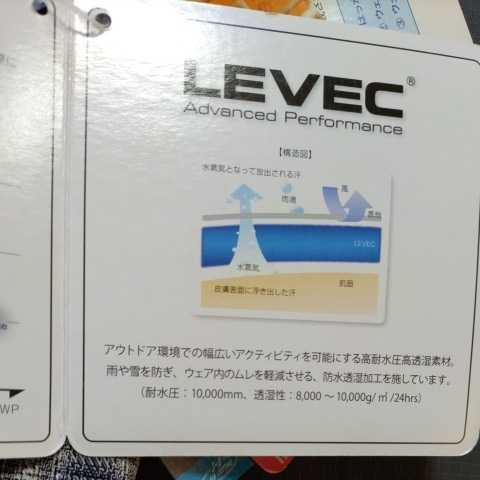 LEVEC®
Advanced Performance
【構造図】
水蒸気となって放出される汗
雨滴
風
表地
LEVEC
水蒸気
肌面
皮膚表面に浮き出した汗
アウトドア環境での幅広いアクティビティを可能にする高耐水圧高透湿素材。
雨や雪を防ぎ、ウェア内のムレを軽減させる、防水透湿加工を施しています。
（耐水圧：10,000mm、透湿性：8,000 〜 10,000g/㎡/24hrs）
WP